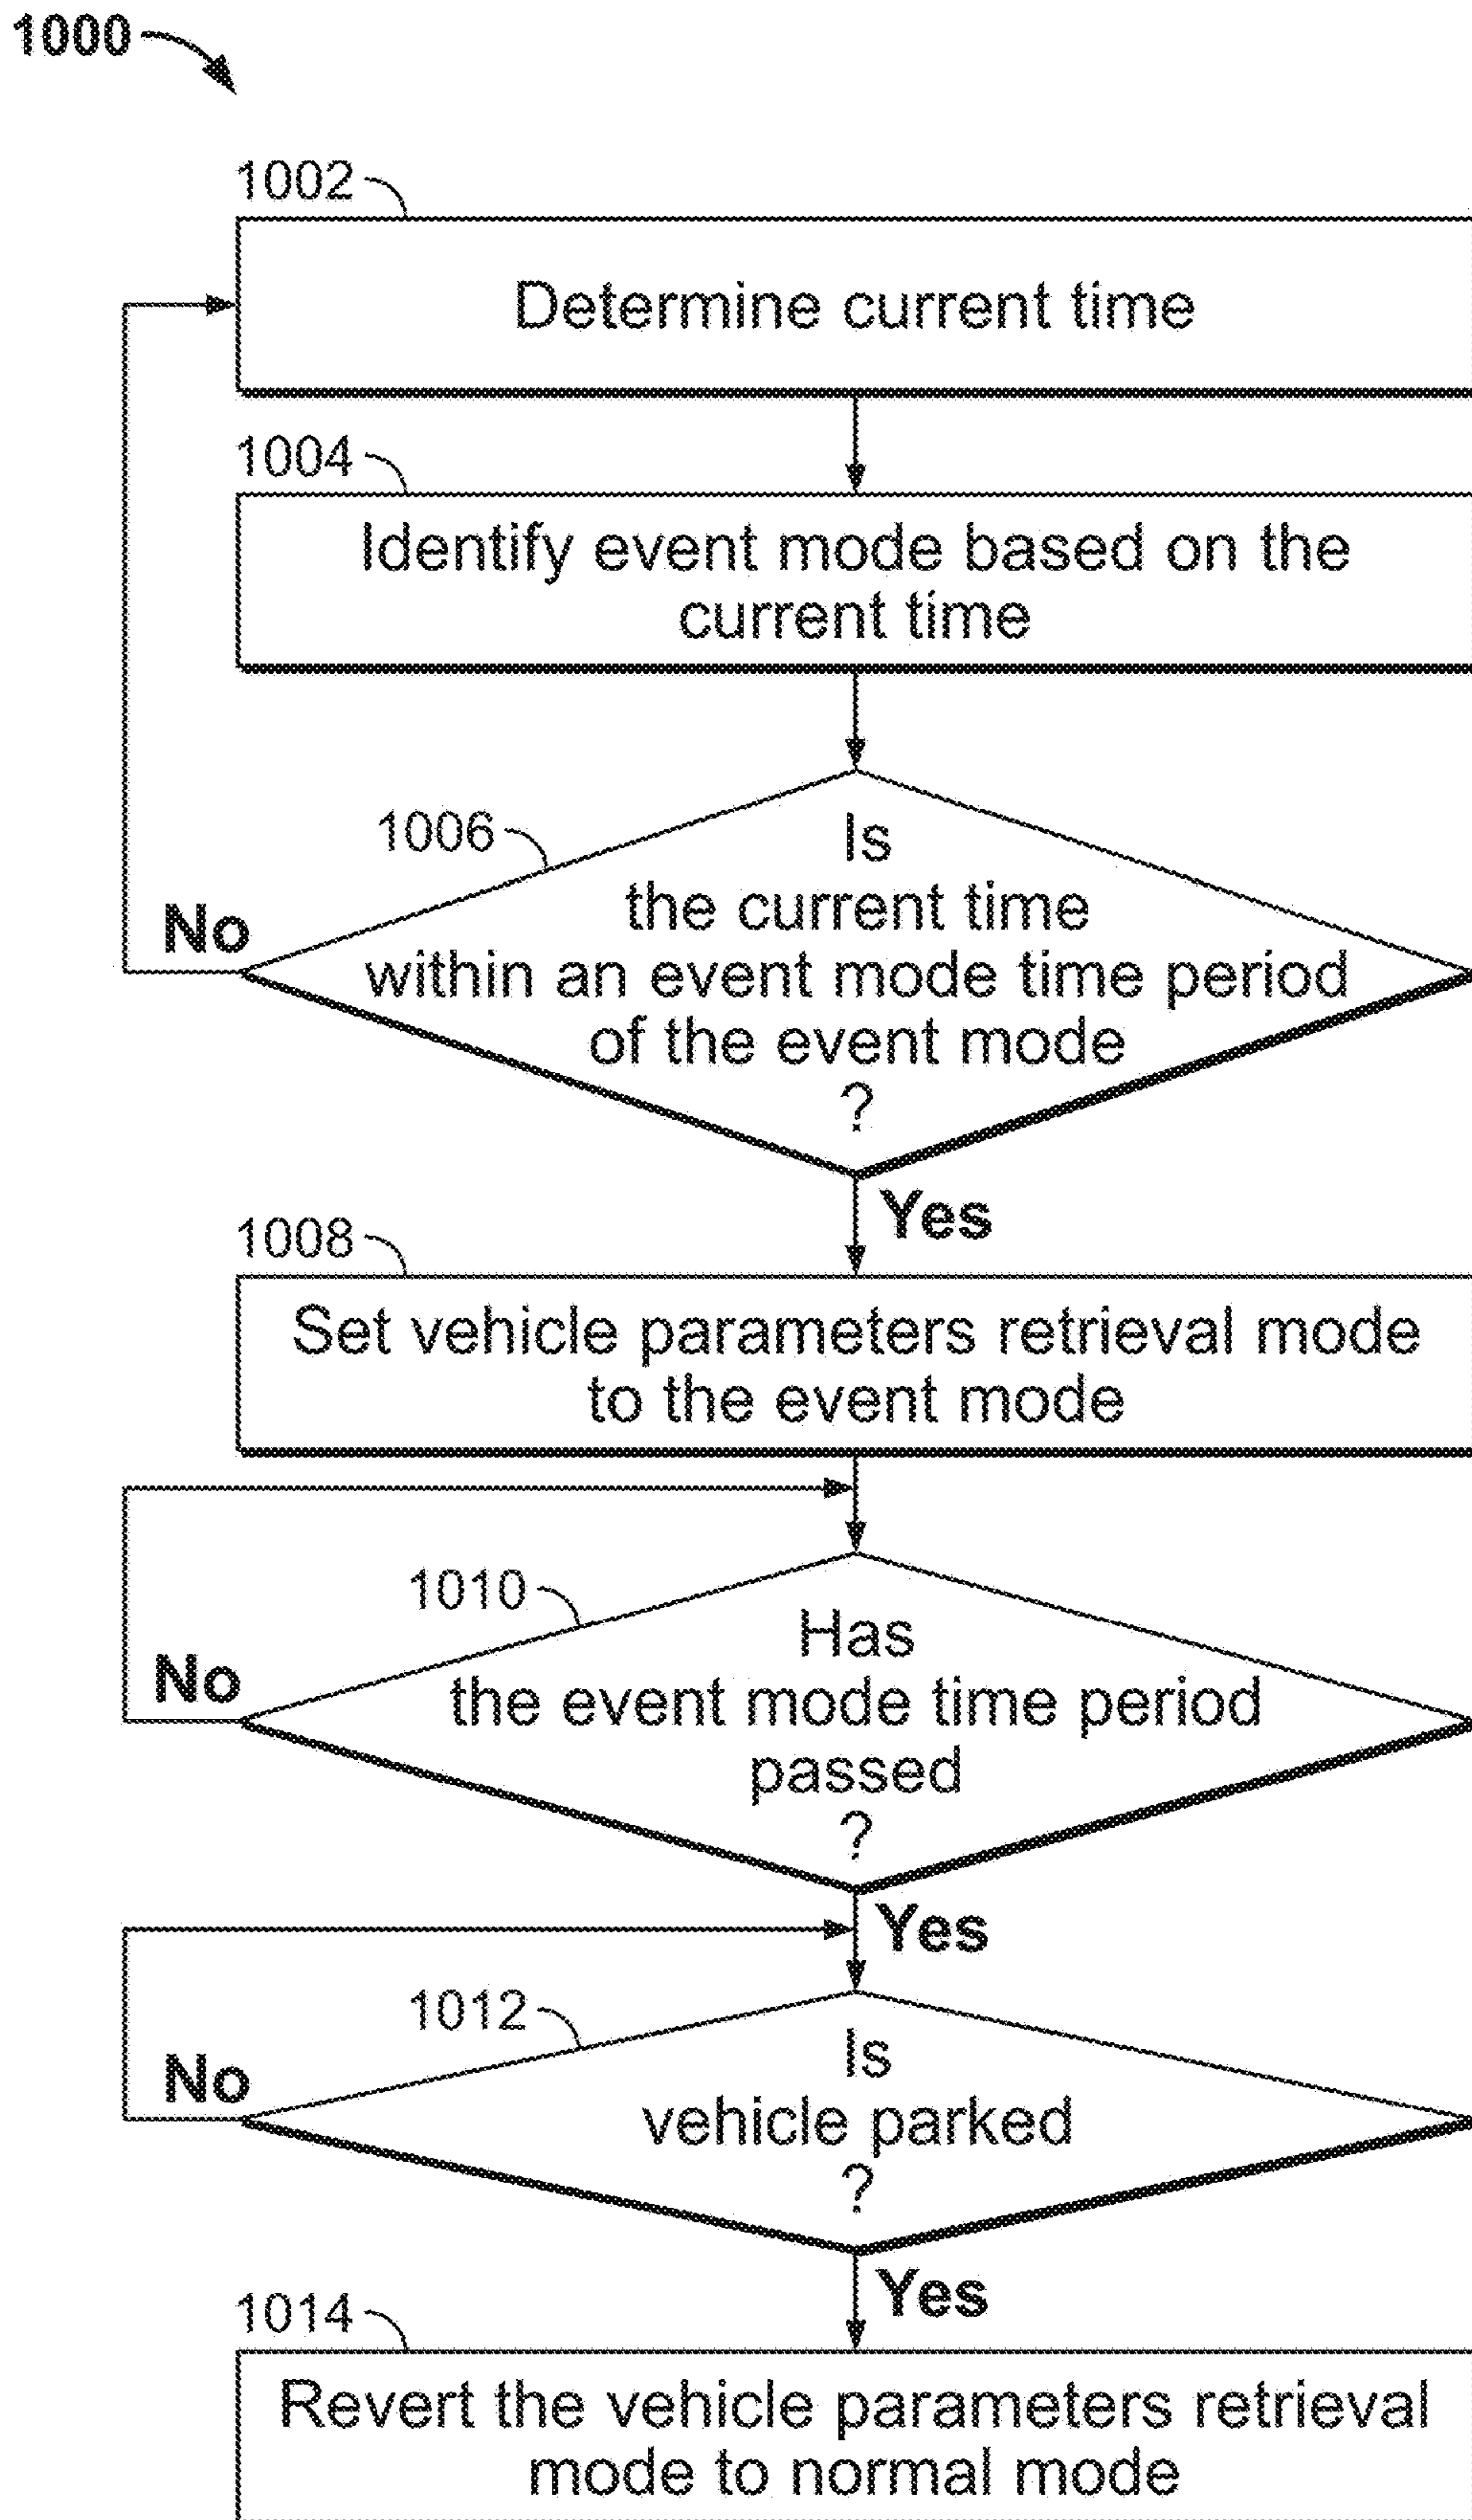 1000
1002
Determine current time
1004
Identify event mode based on the
current time
1006
Is
the current time
within an event mode time period
of the event mode
?
No
Yes
1008
Set vehicle parameters retrieval mode
to the event mode
1010
Has
the event mode time period
passed
?
No
Yes
1012
Is
vehicle parked
?
No
Yes
1014
Revert the vehicle parameters retrieval
mode to normal mode